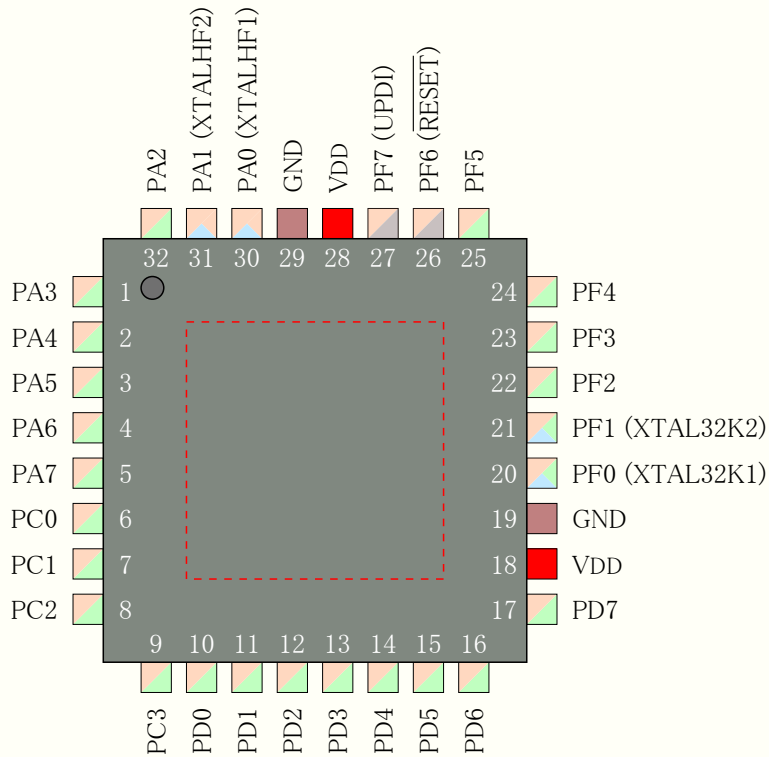 PA2
PA1 (XTALHF2)
PA0 (XTALHF1)
GND
VDD
PF7 (UPDI)
PF6 (RESET)
PF5
32 31 30 29 28 27 26 25
PA3 1 24 PF4
PA4 2 23 PF3
PA5 3 22 PF2
PA6 4 21 PF1 (XTAL32K2)
PA7 5 20 PF0 (XTAL32K1)
PC0 6 19 GND
PC1 7 18 VDD
PC2 8 17 PD7
9 10 11 12 13 14 15 16
PC3
PD0
PD1
PD2
PD3
PD4
PD5
PD6